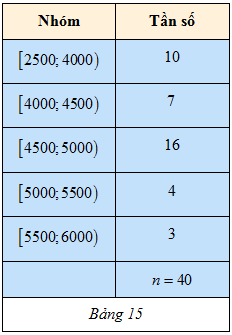 Nhóm Tần số
[2500; 4000) 10
[4000; 4500) 7
[4500; 5000) 16
[5000; 5500) 4
[5500; 6000) 3
n = 40
Bảng 15